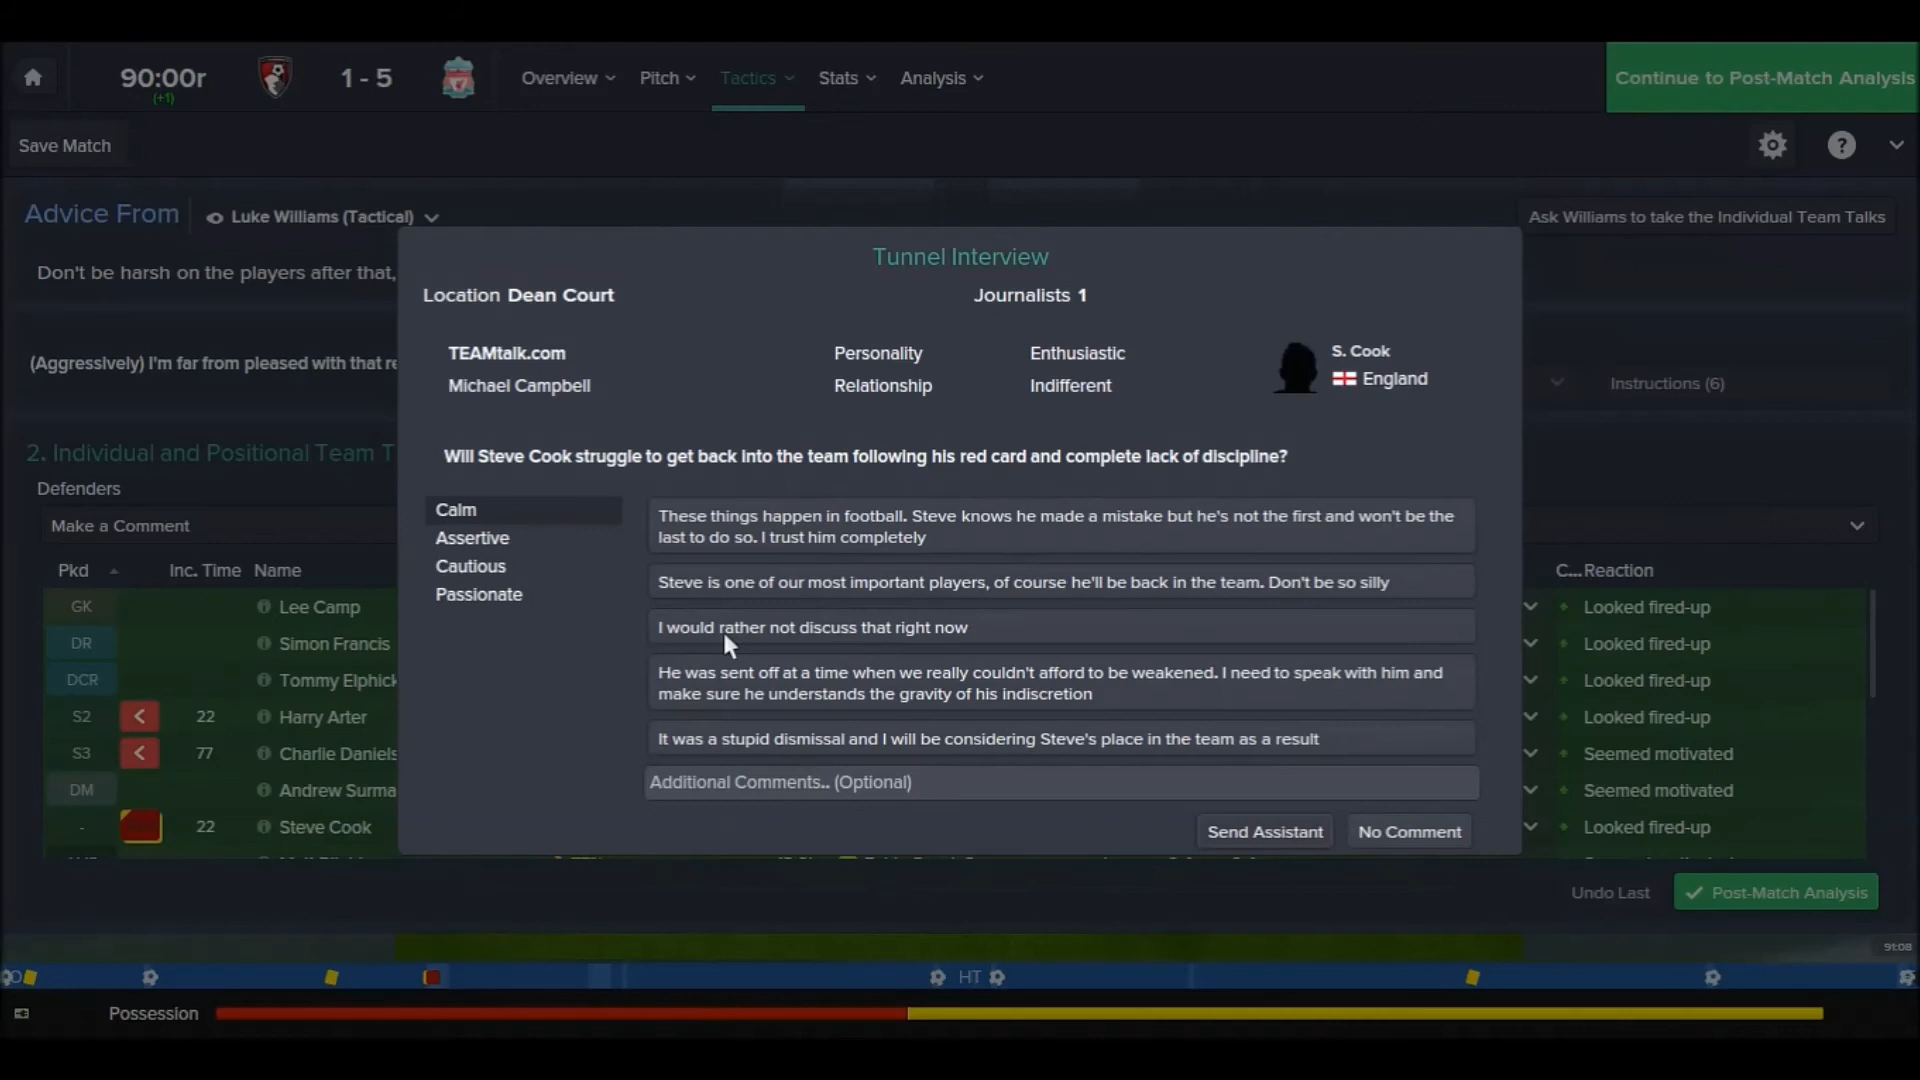 90:00r
(+1)
1 - 5
Overview
Pitch
Tactics
Stats
Analysis
Continue to Post-Match Analysis
Save Match
?
Advice From
Luke Williams (Tactical)
Ask Williams to take the Individual Team Talks
Don't be harsh on the players after that,
Tunnel Interview
Location Dean Court
Journalists 1
(Aggressively) I'm far from pleased with that re
TEAMtalk.com
Personality
Enthusiastic
S. Cook
Michael Campbell
Relationship
Indifferent
England
Instructions (6)
2. Individual and Positional Team T
Will Steve Cook struggle to get back into the team following his red card and complete lack of discipline?
Defenders
Make a Comment
Calm
Assertive
Cautious
Passionate
These things happen in football. Steve knows he made a mistake but he's not the first and won't be the
last to do so. I trust him completely
Steve is one of our most important players, of course he'll be back in the team. Don't be so silly
I would rather not discuss that right now
He was sent off at a time when we really couldn't afford to be weakened. I need to speak with him and
make sure he understands the gravity of his indiscretion
It was a stupid dismissal and I will be considering Steve's place in the team as a result
Additional Comments.. (Optional)
Send Assistant
No Comment
Pkd Inc. Time Name C... Reaction
GK Lee Camp Looked fired-up
DR Simon Francis Looked fired-up
DCR Tommy Elphick Looked fired-up
S2 22 Harry Arter Looked fired-up
S3 77 Charlie Daniels Seemed motivated
DM Andrew Surma Seemed motivated
- 22 Steve Cook Looked fired-up
Undo Last
Post-Match Analysis
91:08
HT
Possession